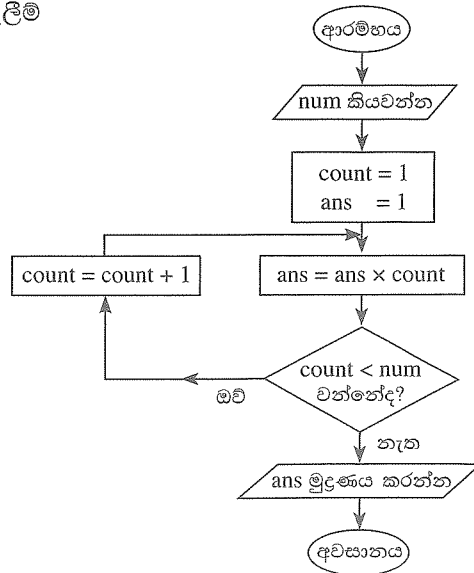 ආරම්භය
num කියවන්න
count = 1
ans = 1
count = count + 1
ans = ans × count
count < num
වන්නේද?
ඔව්
නැත
ans මුද්‍රණය කරන්න
අවසානය